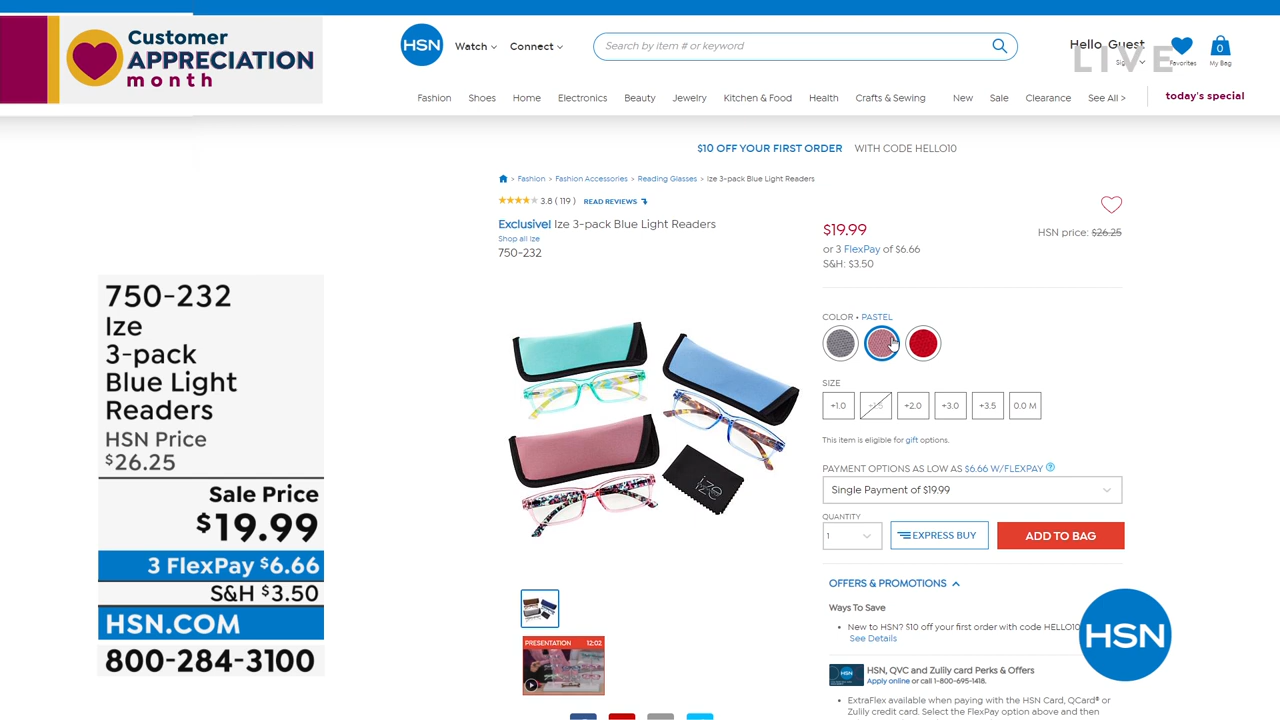 Customer
APPRECIATION
month
HSN
Watch
Connect
Search by item # or keyword
Hello, Guest
LIVE
Favorites
0
My Bag
Fashion
Shoes
Home
Electronics
Beauty
Jewelry
Kitchen & Food
Health
Crafts & Sewing
New
Sale
Clearance
See All >
today's special
$10 OFF YOUR FIRST ORDER WITH CODE HELLO10
> Fashion > Fashion Accessories > Reading Glasses > Ize 3-pack Blue Light Readers
3.8 ( 119 ) READ REVIEWS
Exclusive! Ize 3-pack Blue Light Readers
Shop all Ize
750-232
$19.99
HSN price: $26.25
or 3 FlexPay of $6.66
S&H: $3.50
COLOR • PASTEL
SIZE
+1.0
+2.0
+3.0
+3.5
0.0 M
This item is eligible for gift options.
PAYMENT OPTIONS AS LOW AS $6.66 W/FLEXPAY
Single Payment of $19.99
QUANTITY
1
EXPRESS BUY
ADD TO BAG
OFFERS & PROMOTIONS
Ways To Save
• New to HSN? $10 off your first order with code HELLO10
See Details
HSN, QVC and Zulily card Perks & Offers
Apply online or call 1-800-695-1418.
• ExtraFlex available when paying with the HSN Card, QCard® or
Zulily credit card. Select the FlexPay option above and then
ize
PRESENTATION 12:02
750-232
Ize
3-pack
Blue Light
Readers
HSN Price
$26.25
Sale Price
$19.99
3 FlexPay $6.66
S&H $3.50
HSN.COM
800-284-3100
HSN